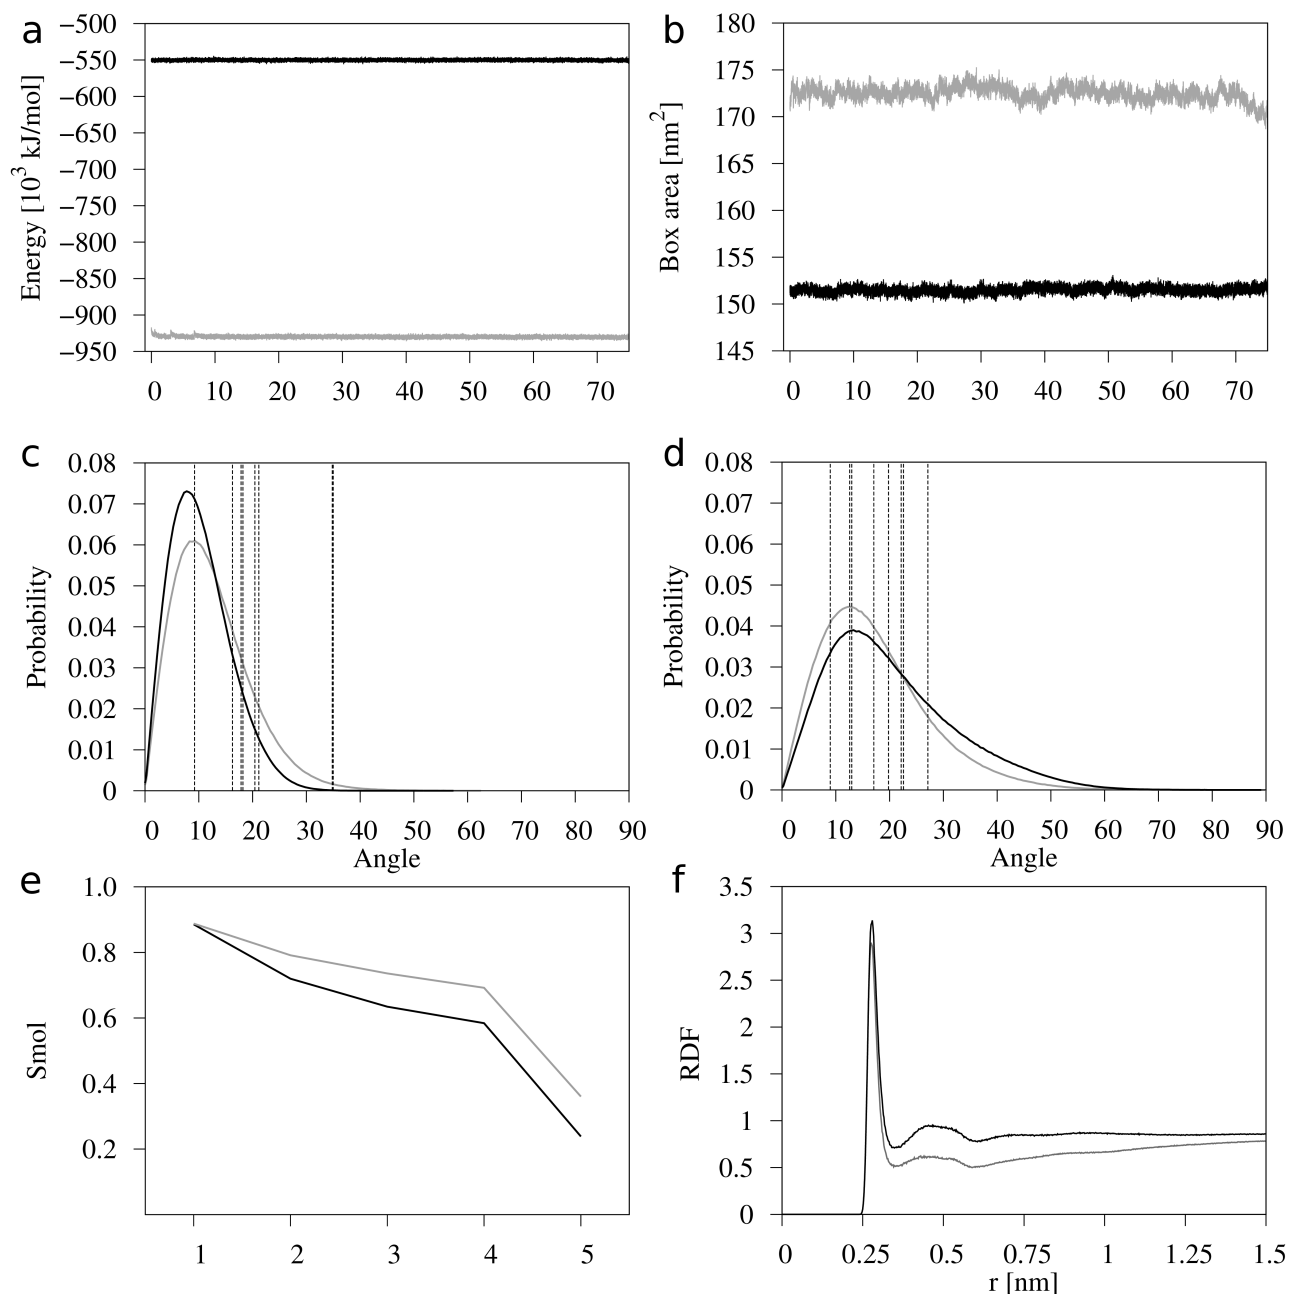 a
Energy [10³ kJ/mol]
−500
−550
−600
−650
−700
−750
−800
−850
−900
−950
0 10 20 30 40 50 60 70
b
Box area [nm²]
180
175
170
165
160
155
150
145
0 10 20 30 40 50 60 70
c
Probability
0.08
0.07
0.06
0.05
0.04
0.03
0.02
0.01
0
0 10 20 30 40 50 60 70 80 90
Angle
d
Probability
0.08
0.07
0.06
0.05
0.04
0.03
0.02
0.01
0
0 10 20 30 40 50 60 70 80 90
Angle
e
Smol
1.0
0.8
0.6
0.4
0.2
1 2 3 4 5
f
RDF
3.5
3
2.5
2
1.5
1
0.5
0
0 0.25 0.5 0.75 1 1.25 1.5
r [nm]